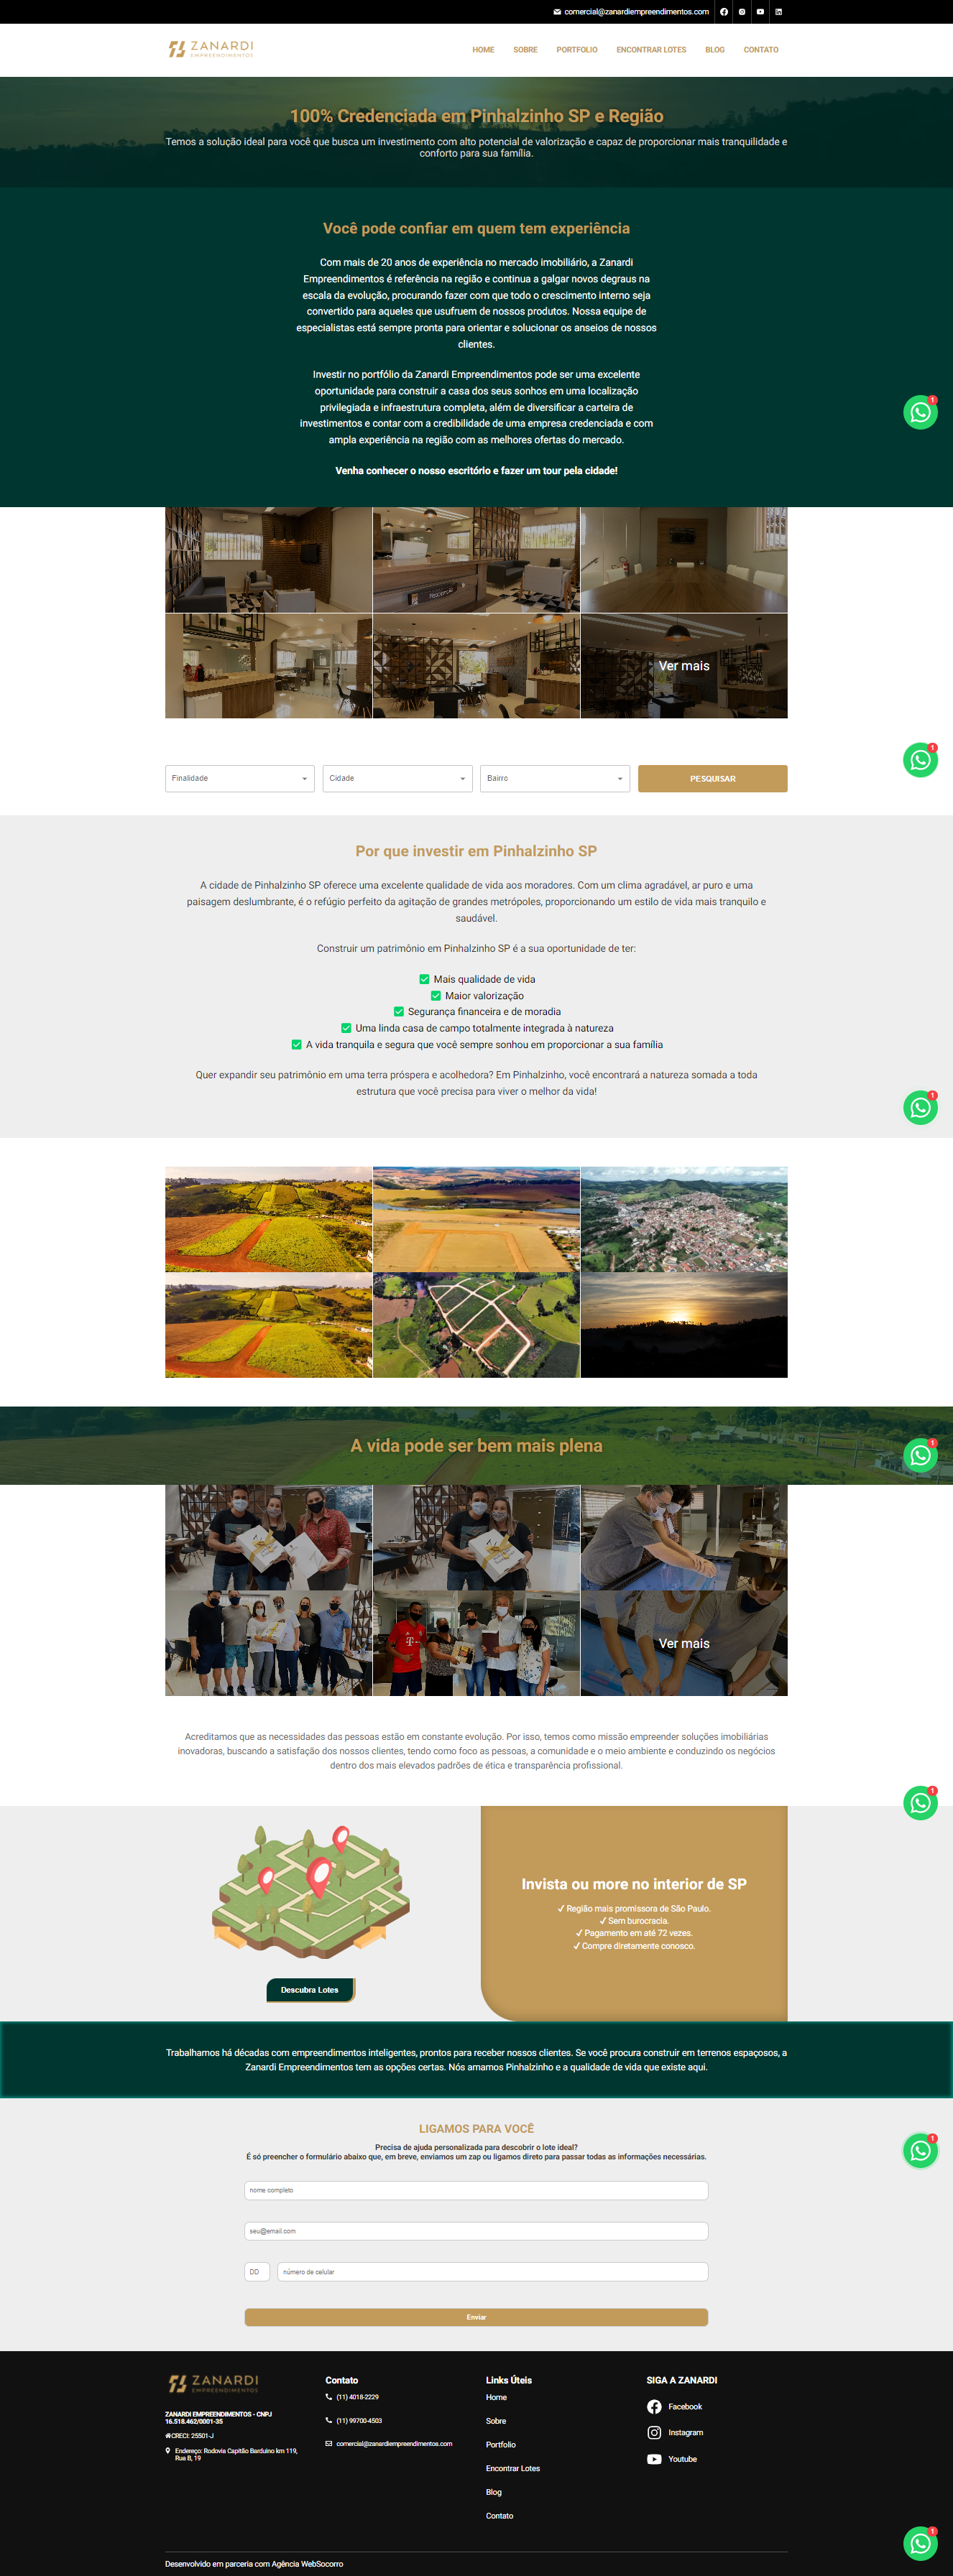 comercial@zanardiempreendimentos.com
ZANARDI
EMPREENDIMENTOS
HOME SOBRE PORTFOLIO ENCONTRAR LOTES BLOG CONTATO
100% Credenciada em Pinhalzinho SP e Região
Temos a solução ideal para você que busca um investimento com alto potencial de valorização e capaz de proporcionar mais tranquilidade e
conforto para sua família.
Você pode confiar em quem tem experiência
Com mais de 20 anos de experiência no mercado imobiliário, a Zanardi
Empreendimentos é referência na região e continua a galgar novos degraus na
escala da evolução, procurando fazer com que todo o crescimento interno seja
convertido para aqueles que usufruem de nossos produtos. Nossa equipe de
especialistas está sempre pronta para orientar e solucionar os anseios de nossos
clientes.
Investir no portfólio da Zanardi Empreendimentos pode ser uma excelente
oportunidade para construir a casa dos seus sonhos em uma localização
privilegiada e infraestrutura completa, além de diversificar a carteira de
investimentos e contar com a credibilidade de uma empresa credenciada e com
ampla experiência na região com as melhores ofertas do mercado.
1
Venha conhecer o nosso escritório e fazer um tour pela cidade!
Ver mais
1
Finalidade Cidade Bairro PESQUISAR
Por que investir em Pinhalzinho SP
A cidade de Pinhalzinho SP oferece uma excelente qualidade de vida aos moradores. Com um clima agradável, ar puro e uma
paisagem deslumbrante, é o refúgio perfeito da agitação de grandes metrópoles, proporcionando um estilo de vida mais tranquilo e
saudável.
Construir um patrimônio em Pinhalzinho SP é a sua oportunidade de ter:
✅ Mais qualidade de vida
✅ Maior valorização
✅ Segurança financeira e de moradia
✅ Uma linda casa de campo totalmente integrada à natureza
✅ A vida tranquila e segura que você sempre sonhou em proporcionar a sua família
Quer expandir seu patrimônio em uma terra próspera e acolhedora? Em Pinhalzinho, você encontrará a natureza somada a toda
estrutura que você precisa para viver o melhor da vida!
1
A vida pode ser bem mais plena
1
Ver mais
Acreditamos que as necessidades das pessoas estão em constante evolução. Por isso, temos como missão empreender soluções imobiliárias
inovadoras, buscando a satisfação dos nossos clientes, tendo como foco as pessoas, a comunidade e o meio ambiente e conduzindo os negócios
dentro dos mais elevados padrões de ética e transparência profissional.
1
Invista ou more no interior de SP
✓ Região mais promissora de São Paulo.
✓ Sem burocracia.
✓ Pagamento em até 72 vezes.
✓ Compre diretamente conosco.
Descubra Lotes
Trabalhamos há décadas com empreendimentos inteligentes, prontos para receber nossos clientes. Se você procura construir em terrenos espaçosos, a
Zanardi Empreendimentos tem as opções certas. Nós amamos Pinhalzinho e a qualidade de vida que existe aqui.
LIGAMOS PARA VOCÊ
Precisa de ajuda personalizada para descobrir o lote ideal?
É só preencher o formulário abaixo que, em breve, enviamos um zap ou ligamos direto para passar todas as informações necessárias.
1
nome completo
seu@email.com
DD número de celular
Enviar
ZANARDI
EMPREENDIMENTOS
ZANARDI EMPREENDIMENTOS - CNPJ
16.518.462/0001-35
CRECI: 25501-J
Endereço: Rodovia Capitão Barduino km 119,
Rua B, 19
Contato
(11) 4018-2229
(11) 99700-4503
comercial@zanardiempreendimentos.com
Links Úteis
Home
Sobre
Portfolio
Encontrar Lotes
Blog
Contato
SIGA A ZANARDI
Facebook
Instagram
Youtube
1
Desenvolvido em parceria com Agência WebSocorro